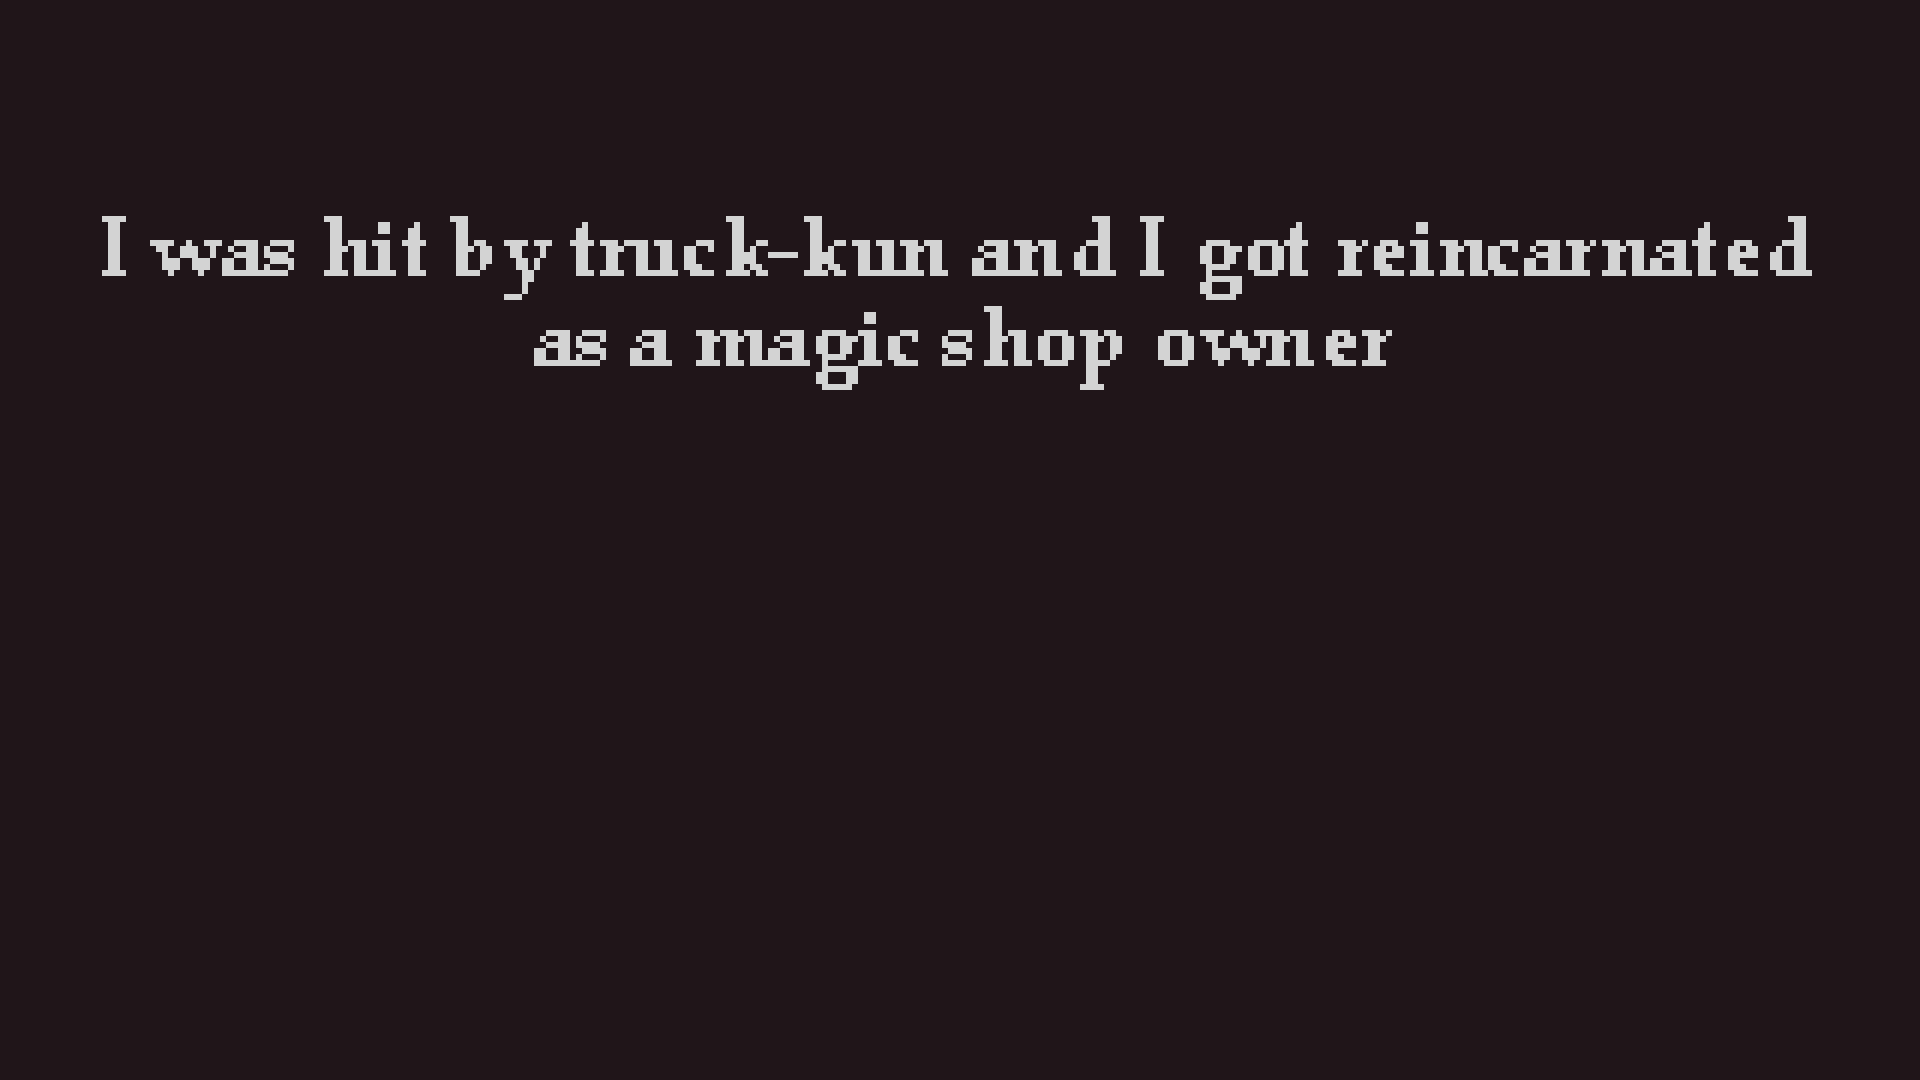 I was hit by truck-kun and I got reincarnated
as a magic shop owner